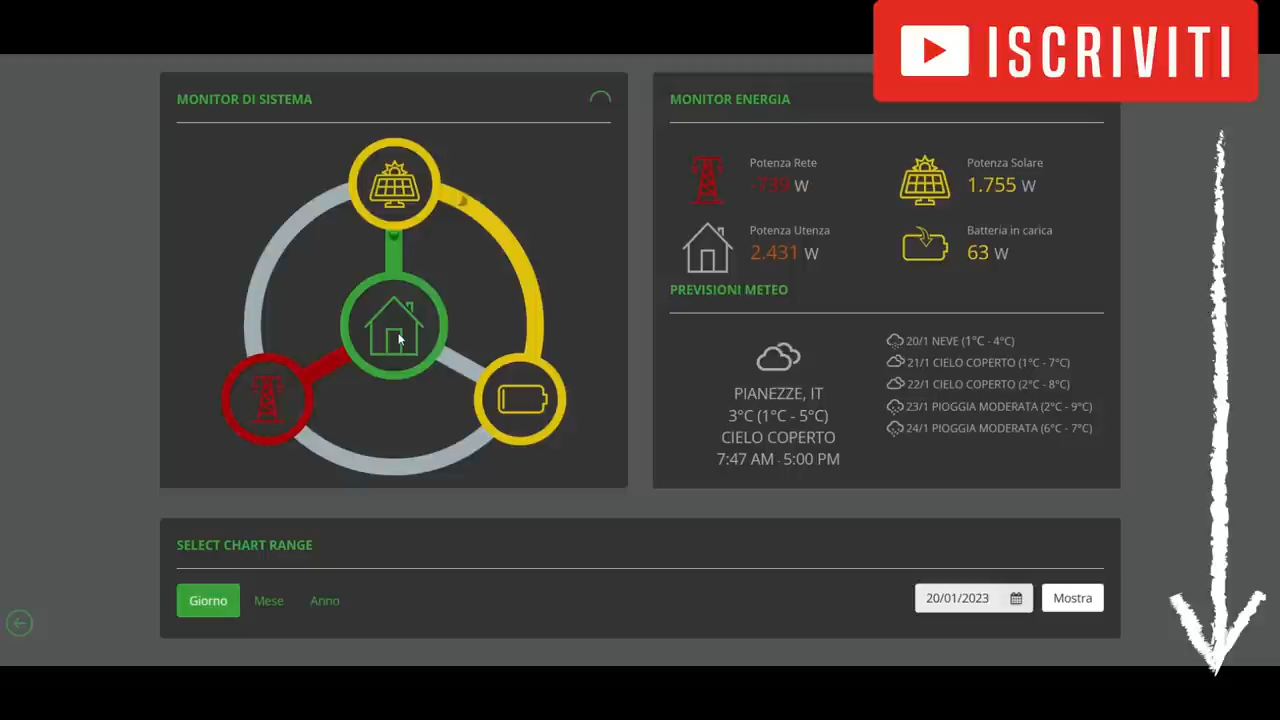 ISCRIVITI
MONITOR DI SISTEMA
MONITOR ENERGIA
Potenza Rete
-739 W
Potenza Solare
1.755 W
Potenza Utenza
2.431 W
Batteria in carica
63 W
PREVISIONI METEO
PIANEZZE, IT
3°C (1°C - 5°C)
CIELO COPERTO
7:47 AM - 5:00 PM
20/1 NEVE (1°C - 4°C)
21/1 CIELO COPERTO (1°C - 7°C)
22/1 CIELO COPERTO (2°C - 8°C)
23/1 PIOGGIA MODERATA (2°C - 9°C)
24/1 PIOGGIA MODERATA (6°C - 7°C)
SELECT CHART RANGE
Giorno Mese Anno
20/01/2023 Mostra